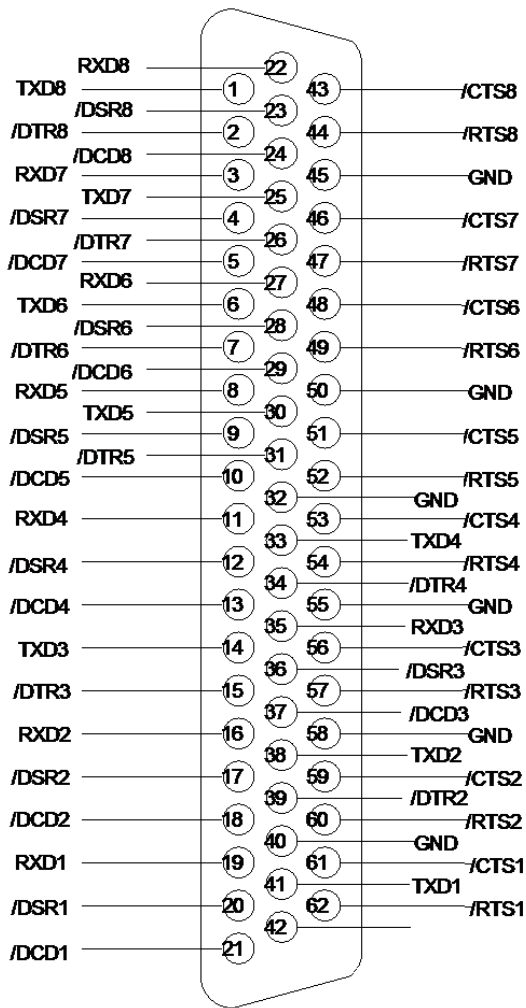 RXD8 22
TXD8 1 43 /CTS8
/DSR8 23
/DTR8 2 44 /RTS8
/DCD8 24
RXD7 3 45 GND
TXD7 25
/DSR7 4 46 /CTS7
/DTR7 26
/DCD7 5 47 /RTS7
RXD6 27
TXD6 6 48 /CTS6
/DSR6 28
/DTR6 7 49 /RTS6
/DCD6 29
RXD5 8 50 GND
TXD5 30
/DSR5 9 51 /CTS5
/DTR5 31
/DCD5 10 52 /RTS5
32 GND
RXD4 11 53 /CTS4
33 TXD4
/DSR4 12 54 /RTS4
34 /DTR4
/DCD4 13 55 GND
35 RXD3
TXD3 14 56 /CTS3
36 /DSR3
/DTR3 15 57 /RTS3
37 /DCD3
RXD2 16 58 GND
38 TXD2
/DSR2 17 59 /CTS2
39 /DTR2
/DCD2 18 60 /RTS2
40 GND
RXD1 19 61 /CTS1
41 TXD1
/DSR1 20 62 /RTS1
42
/DCD1 21